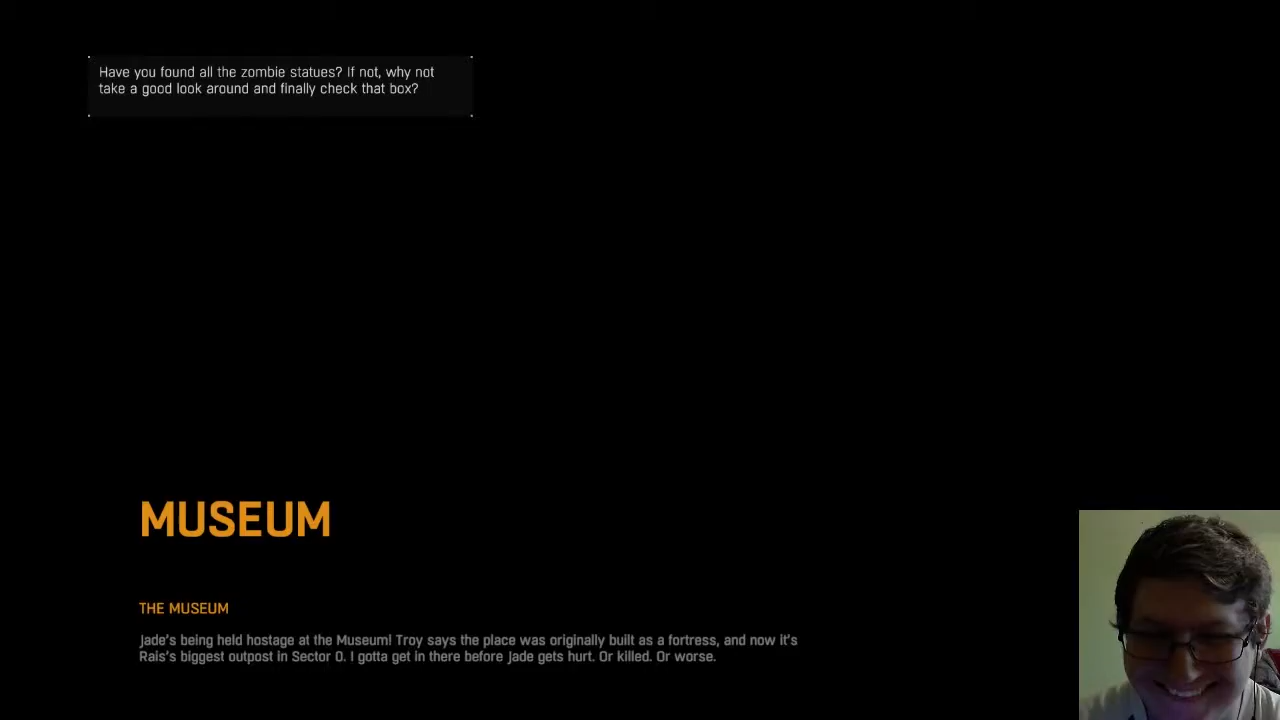 Have you found all the zombie statues? If not, why not
take a good look around and finally check that box?
MUSEUM
THE MUSEUM
Jade's being held hostage at the Museum! Troy says the place was originally built as a fortress, and now it's
Rais's biggest outpost in Sector 0. I gotta get in there before Jade gets hurt. Or killed. Or worse.